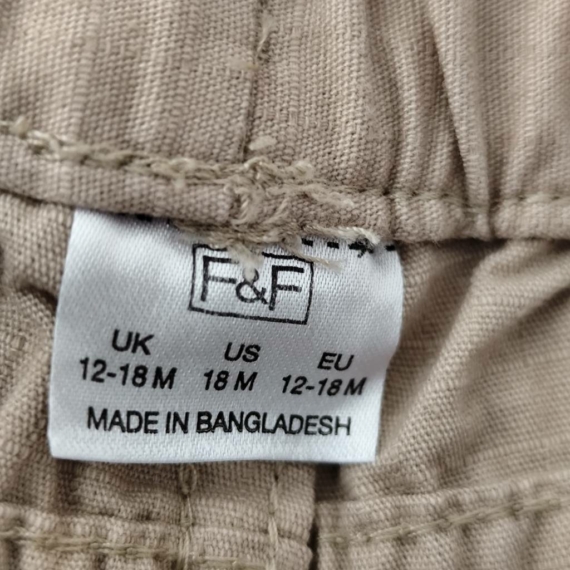 F&F
UK US EU
12-18 M 18 M 12-18 M
MADE IN BANGLADESH